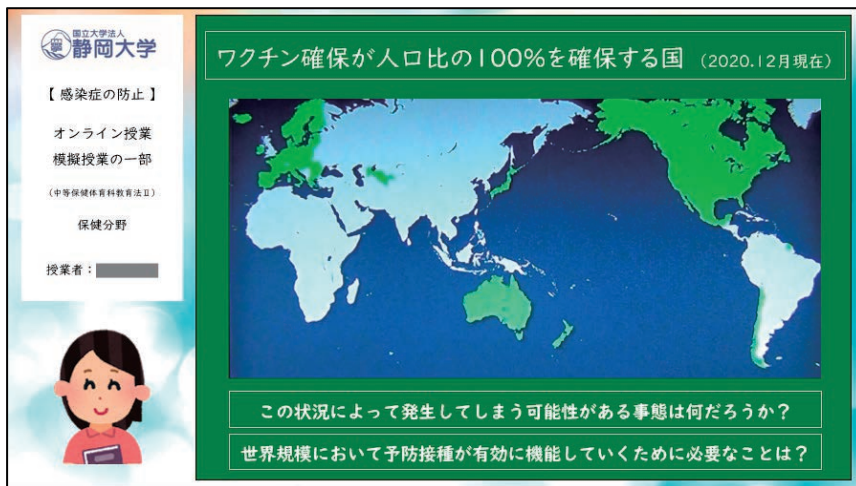 国立大学法人
静岡大学
【 感染症の防止 】
オンライン授業
模擬授業の一部
(中等保健体育科教育法Ⅱ)
保健分野
授業者:
ワクチン確保が人口比の100%を確保する国 (2020.12月現在)
この状況によって発生してしまう可能性がある事態は何だろうか?
世界規模において予防接種が有効に機能していくために必要なことは?